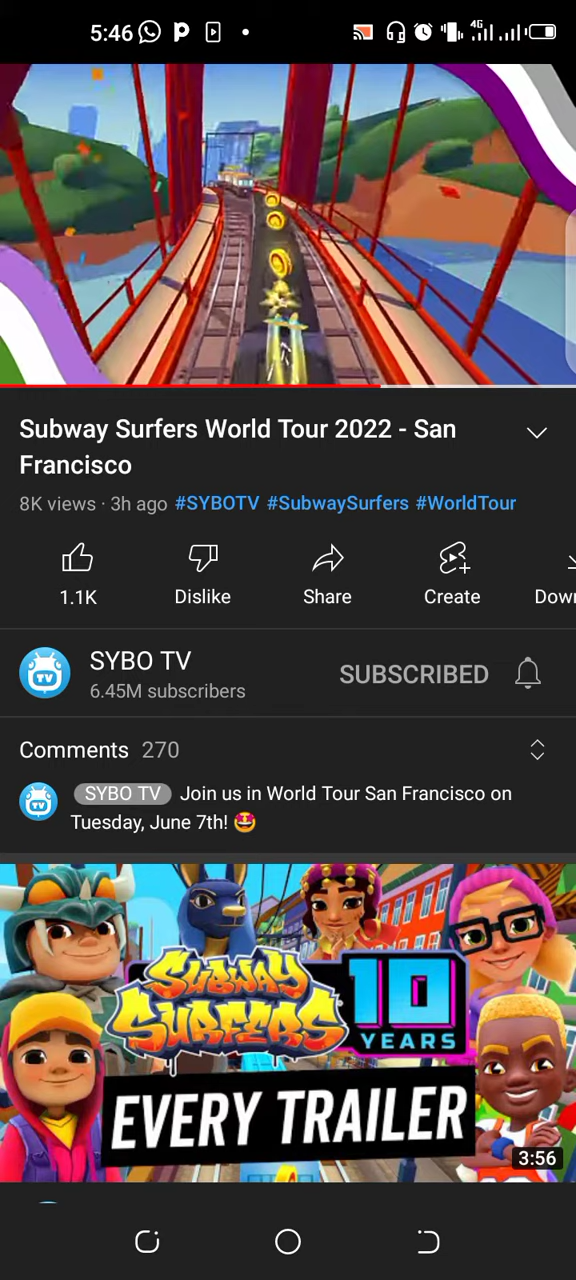 5:46
4G
Subway Surfers World Tour 2022 - San
Francisco
8K views · 3h ago #SYBOTV #SubwaySurfers #WorldTour
1.1K Dislike Share Create Down
SYBO TV
6.45M subscribers
SUBSCRIBED
Comments 270
SYBO TV Join us in World Tour San Francisco on
Tuesday, June 7th! 🤩
SUBWAY
SURFERS
10
YEARS
EVERY TRAILER
3:56